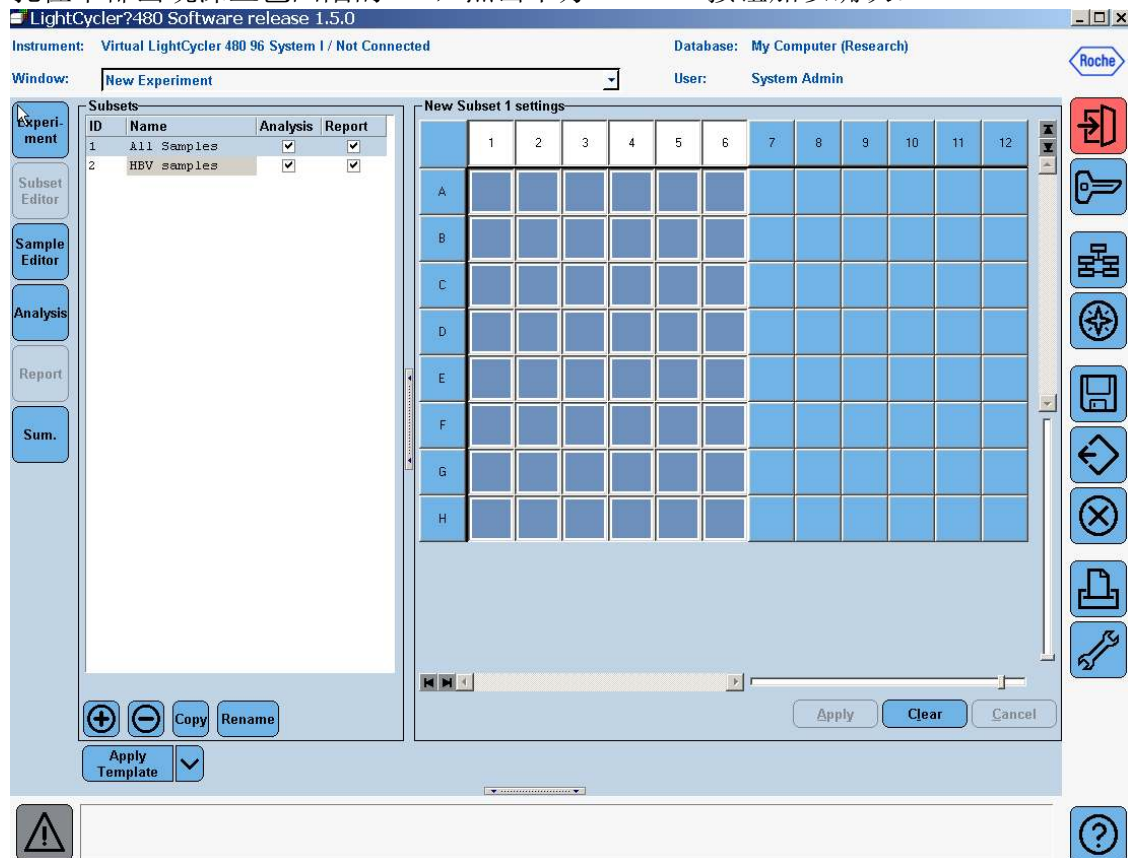 LightCycler?480 Software release 1.5.0
Instrument: Virtual LightCycler 480 96 System I / Not Connected Database: My Computer (Research)
Window: New Experiment User: System Admin
Roche
Experi-
ment
Subset
Editor
Sample
Editor
Analysis
Report
Sum.
Subsets
ID Name Analysis Report
1 All Samples
2 HBV samples
New Subset 1 settings
1 2 3 4 5 6 7 8 9 10 11 12
A
B
C
D
E
F
G
H
Copy Rename
Apply Clear Cancel
Apply
Template